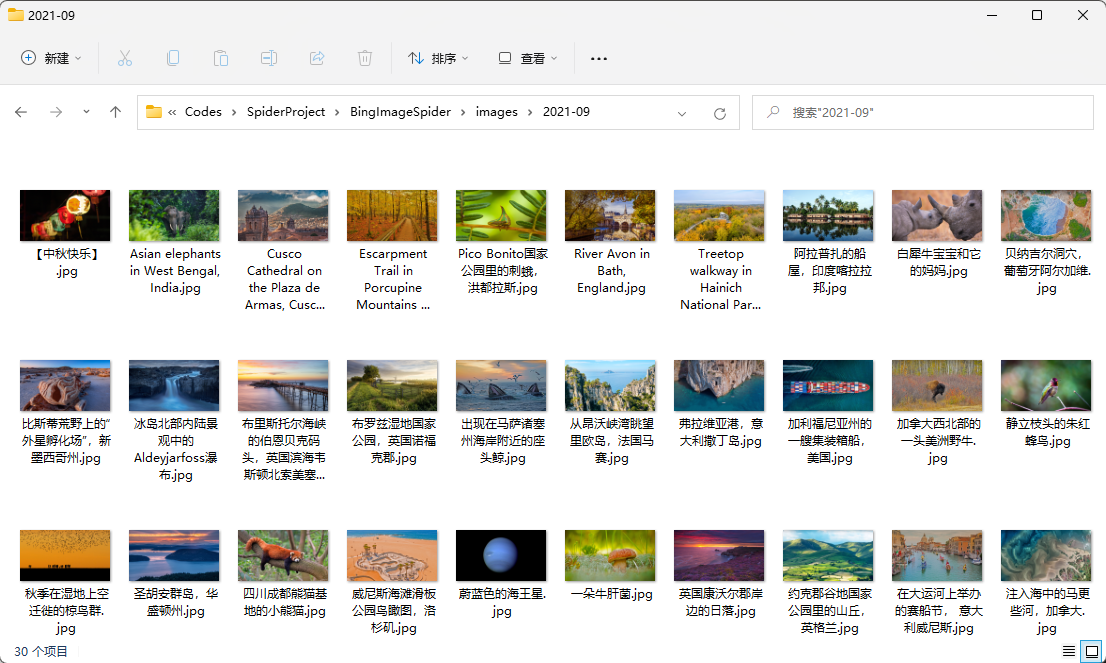 2021-09
新建
排序
查看
« Codes › SpiderProject › BingImageSpider › images › 2021-09
搜索"2021-09"
【中秋快乐】
.jpg
Asian elephants
in West Bengal,
India.jpg
Cusco
Cathedral on
the Plaza de
Armas, Cusc...
Escarpment
Trail in
Porcupine
Mountains ...
Pico Bonito国家
公园里的刺蛾，
洪都拉斯.jpg
River Avon in
Bath,
England.jpg
Treetop
walkway in
Hainich
National Par...
阿拉普扎的船
屋，印度喀拉拉
邦.jpg
白犀牛宝宝和它
的妈妈.jpg
贝纳吉尔洞穴，
葡萄牙阿尔加维.
jpg
比斯蒂荒野上的“
外星孵化场”，新
墨西哥州.jpg
冰岛北部内陆景
观中的
Aldeyjarfoss瀑
布.jpg
布里斯托尔海峡
的伯恩贝克码
头，英国滨海韦
斯顿北索美塞...
布罗兹湿地国家
公园，英国诺福
克郡.jpg
出现在马萨诸塞
州海岸附近的座
头鲸.jpg
从昂沃峡湾眺望
里欧岛，法国马
赛.jpg
弗拉维亚港，意
大利撒丁岛.jpg
加利福尼亚州的
一艘集装箱船，
美国.jpg
加拿大西北部的
一头美洲野牛.
jpg
静立枝头的朱红
蜂鸟.jpg
秋季在湿地上空
迁徙的椋鸟群.
jpg
圣胡安群岛，华
盛顿州.jpg
四川成都熊猫基
地的小熊猫.jpg
威尼斯海滩滑板
公园鸟瞰图，洛
杉矶.jpg
蔚蓝色的海王星.
jpg
一朵牛肝菌.jpg
英国康沃尔郡岸
边的日落.jpg
约克郡谷地国家
公园里的山丘，
英格兰.jpg
在大运河上举办
的赛船节， 意大
利威尼斯.jpg
注入海中的马更
些河，加拿大.
jpg
30 个项目